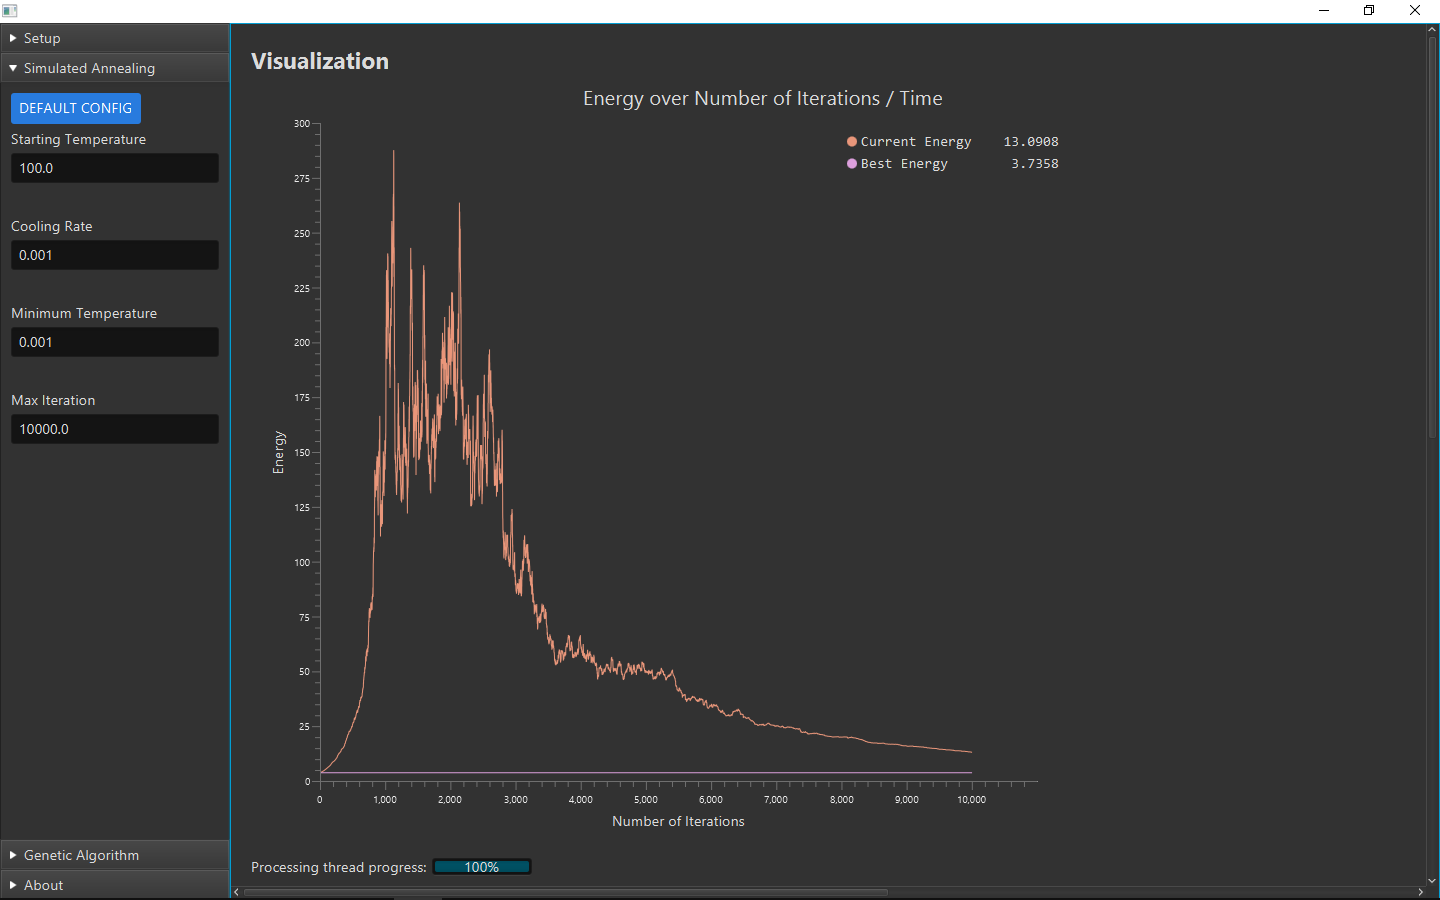 Setup
Simulated Annealing
DEFAULT CONFIG
Starting Temperature
100.0
Cooling Rate
0.001
Minimum Temperature
0.001
Max Iteration
10000.0
Genetic Algorithm
About
Visualization
Energy over Number of Iterations / Time
Current Energy 13.0908
Best Energy 3.7358
300
275
250
225
200
175
150
125
100
75
50
25
0
Energy
0 1,000 2,000 3,000 4,000 5,000 6,000 7,000 8,000 9,000 10,000
Number of Iterations
Processing thread progress: 100%